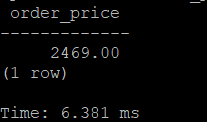 order_price
-------------
2469.00
(1 row)
Time: 6.381 ms